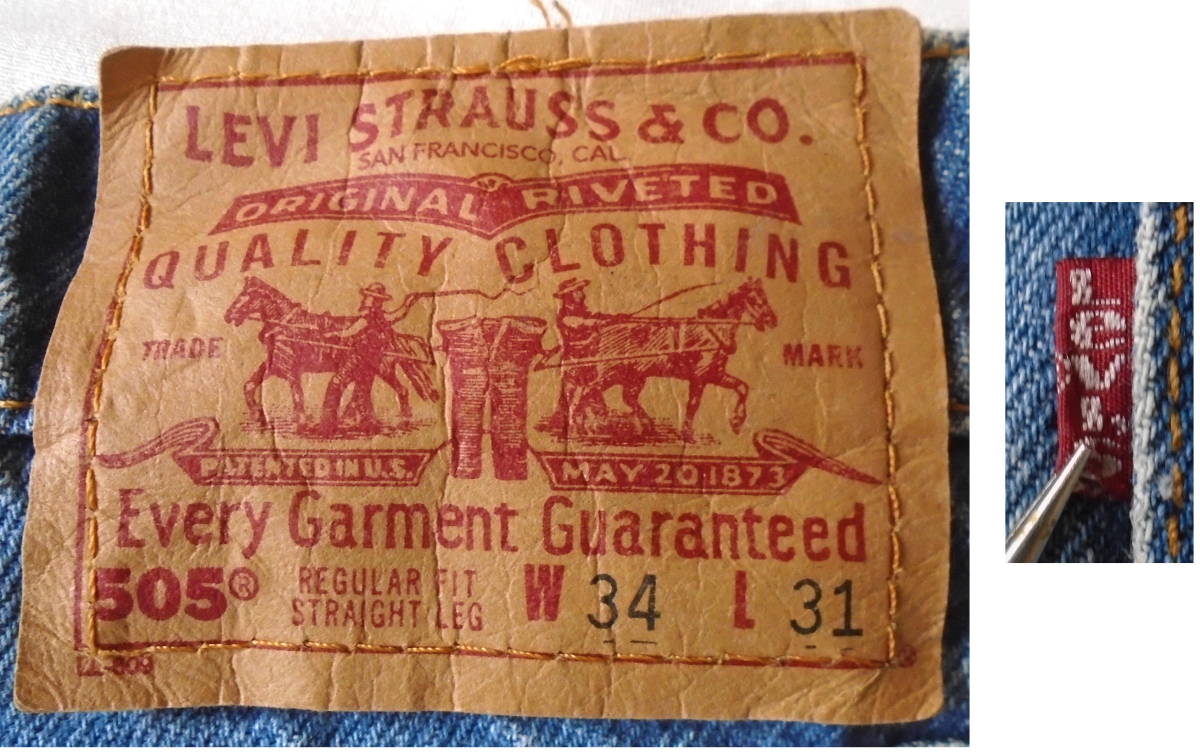 LEVI STRAUSS & CO.
SAN FRANCISCO, CAL.
ORIGINAL RIVETED
QUALITY CLOTHING
TRADE MARK
PATENTED IN U.S. MAY 20 1873
Every Garment Guaranteed
505® REGULAR FIT STRAIGHT LEG W 34 L 31